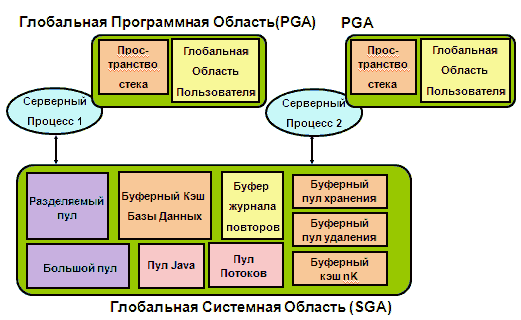 Глобальная Программная Область(PGA)
PGA
Прос-
транство
стека
Глобальная
Область
Пользователя
Прос-
транство
стека
Глобальная
Область
Пользователя
Серверный
Процесс 1
Серверный
Процесс 2
Разделяемый
пул
Буферный Кэш
Базы Данных
Буфер
журнала
повторов
Буферный
пул хранения
Буферный
пул удаления
Буферный
кэш nK
Большой пул
Пул Java
Пул
Потоков
Глобальная Системная Область (SGA)